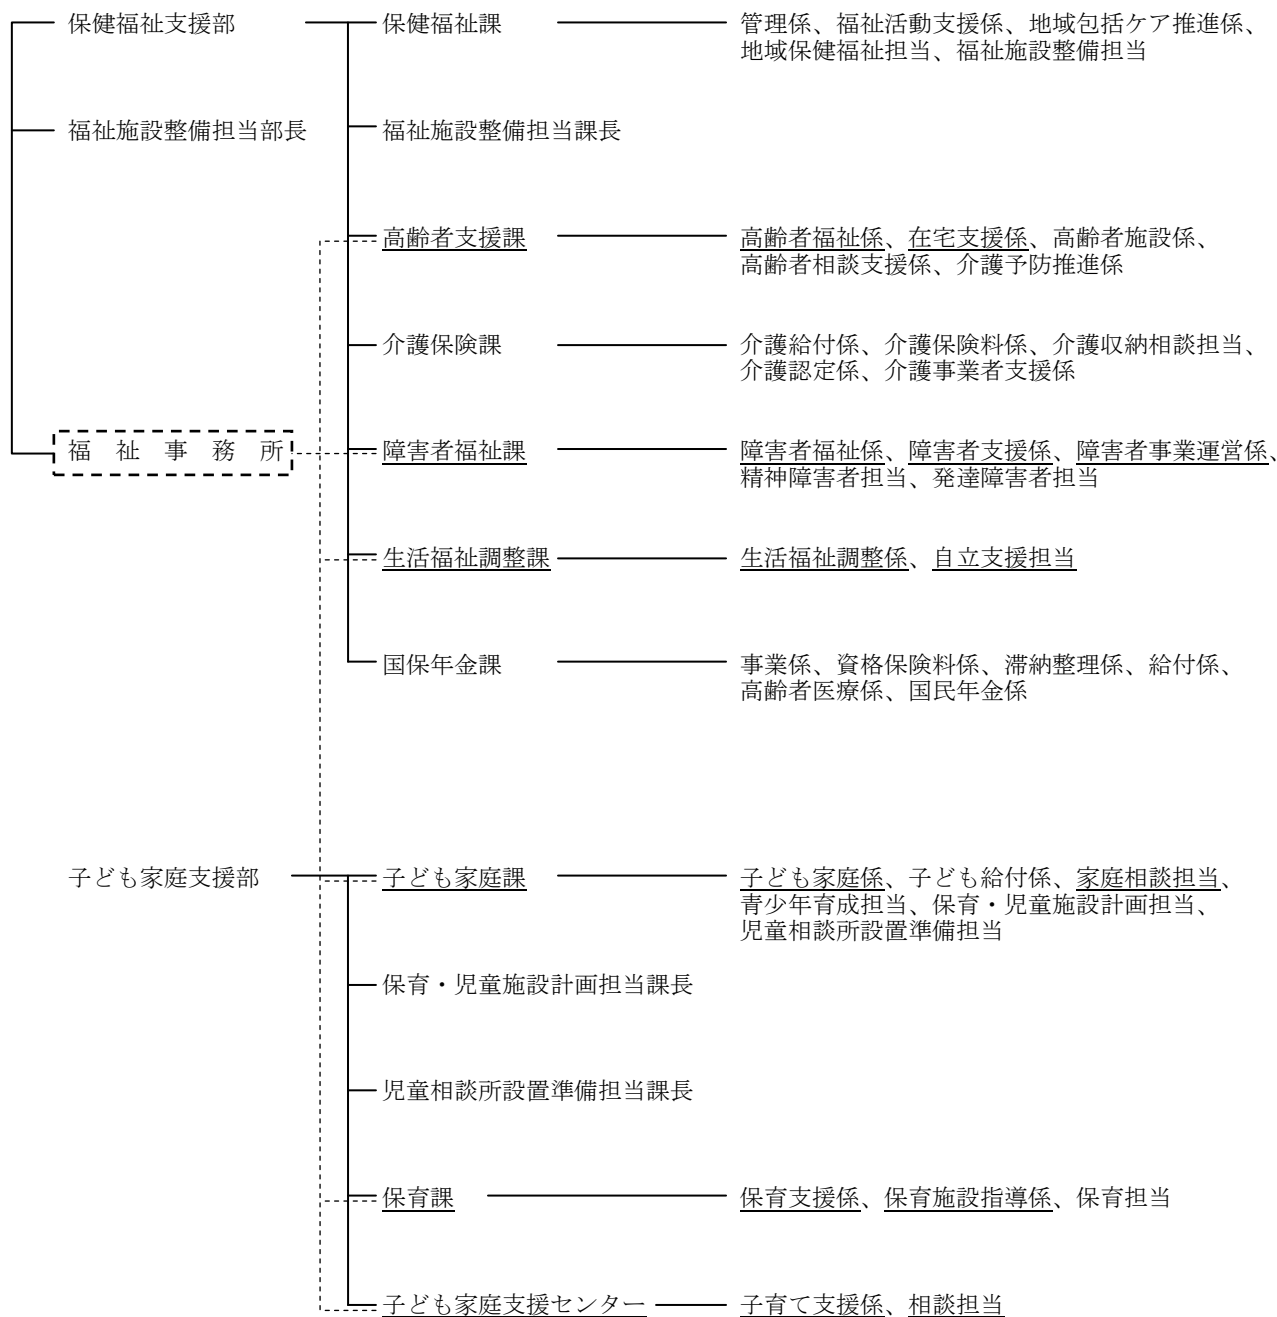 保健福祉支援部 保健福祉課 管理係、福祉活動支援係、地域包括ケア推進係、
地域保健福祉担当、福祉施設整備担当
福祉施設整備担当部長 福祉施設整備担当課長
高齢者支援課 高齢者福祉係、在宅支援係、高齢者施設係、
高齢者相談支援係、介護予防推進係
介護保険課 介護給付係、介護保険料係、介護収納相談担当、
介護認定係、介護事業者支援係
福祉事務所 障害者福祉課 障害者福祉係、障害者支援係、障害者事業運営係、
精神障害者担当、発達障害者担当
生活福祉調整課 生活福祉調整係、自立支援担当
国保年金課 事業係、資格保険料係、滞納整理係、給付係、
高齢者医療係、国民年金係
子ども家庭支援部 子ども家庭課 子ども家庭係、子ども給付係、家庭相談担当、
青少年育成担当、保育・児童施設計画担当、
児童相談所設置準備担当
保育・児童施設計画担当課長
児童相談所設置準備担当課長
保育課 保育支援係、保育施設指導係、保育担当
子ども家庭支援センター 子育て支援係、相談担当